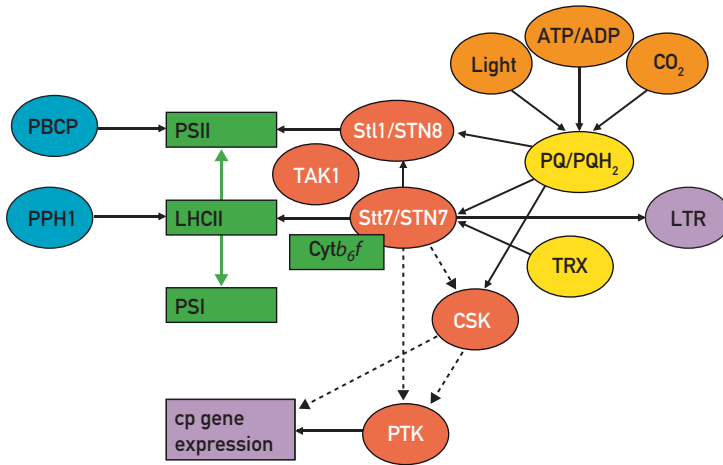 ATP/ADP
Light
CO₂
PBCP
PSII
Stl1/STN8
PQ/PQH₂
TAK1
PPH1
LHCII
Stt7/STN7
LTR
Cytb₆f
TRX
PSI
CSK
cp gene
expression
PTK